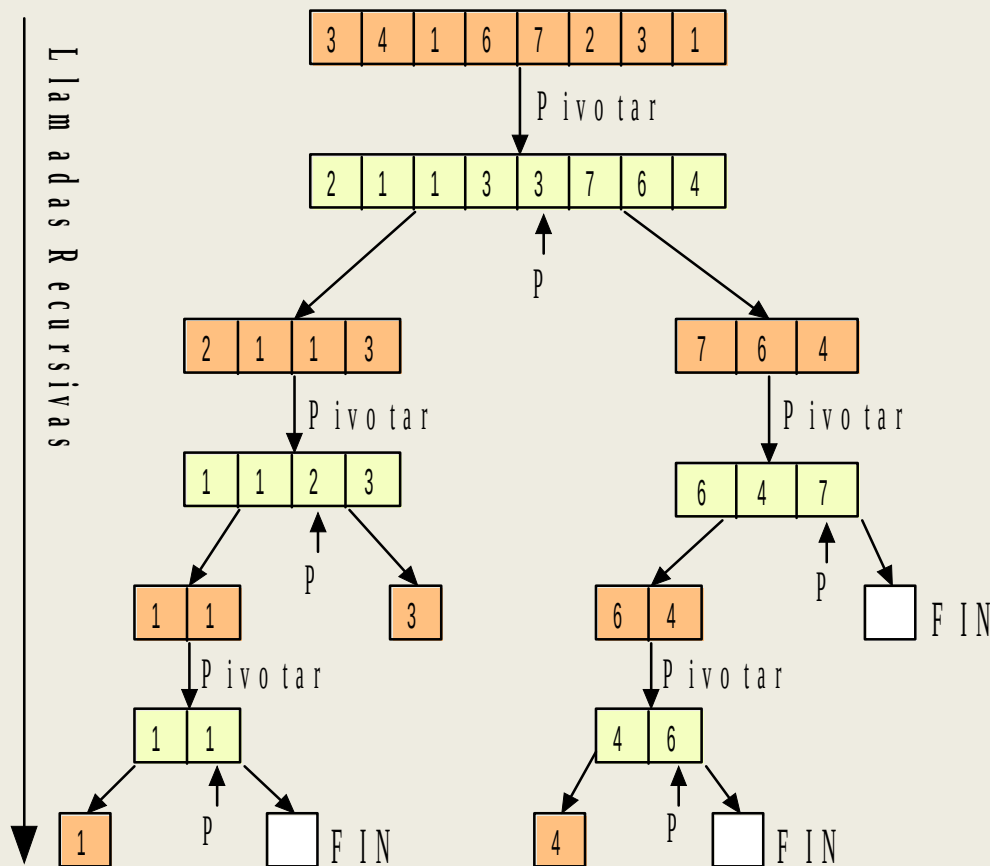 Llamadas Recursivas
3 4 1 6 7 2 3 1
Pivotar
2 1 1 3 3 7 6 4
P
2 1 1 3
7 6 4
Pivotar
Pivotar
1 1 2 3
6 4 7
P
P
1 1
3
6 4
FIN
Pivotar
Pivotar
1 1
4 6
P
P
1
FIN
4
FIN